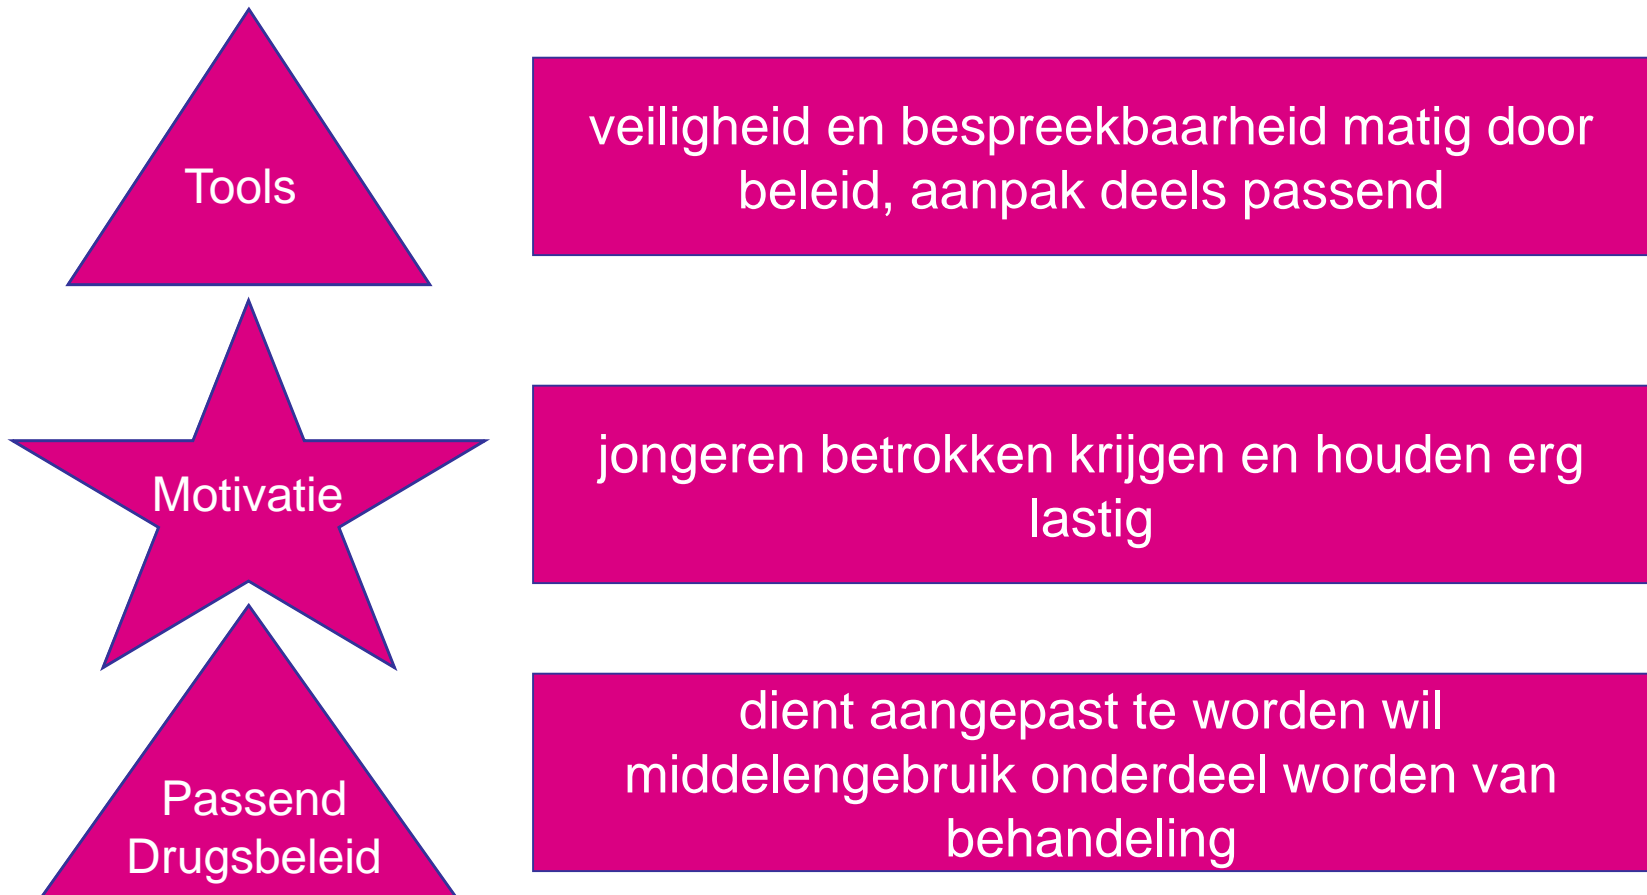 Tools
veiligheid en bespreekbaarheid matig door
beleid, aanpak deels passend
Motivatie
jongeren betrokken krijgen en houden erg
lastig
Passend
Drugsbeleid
dient aangepast te worden wil
middelengebruik onderdeel worden van
behandeling